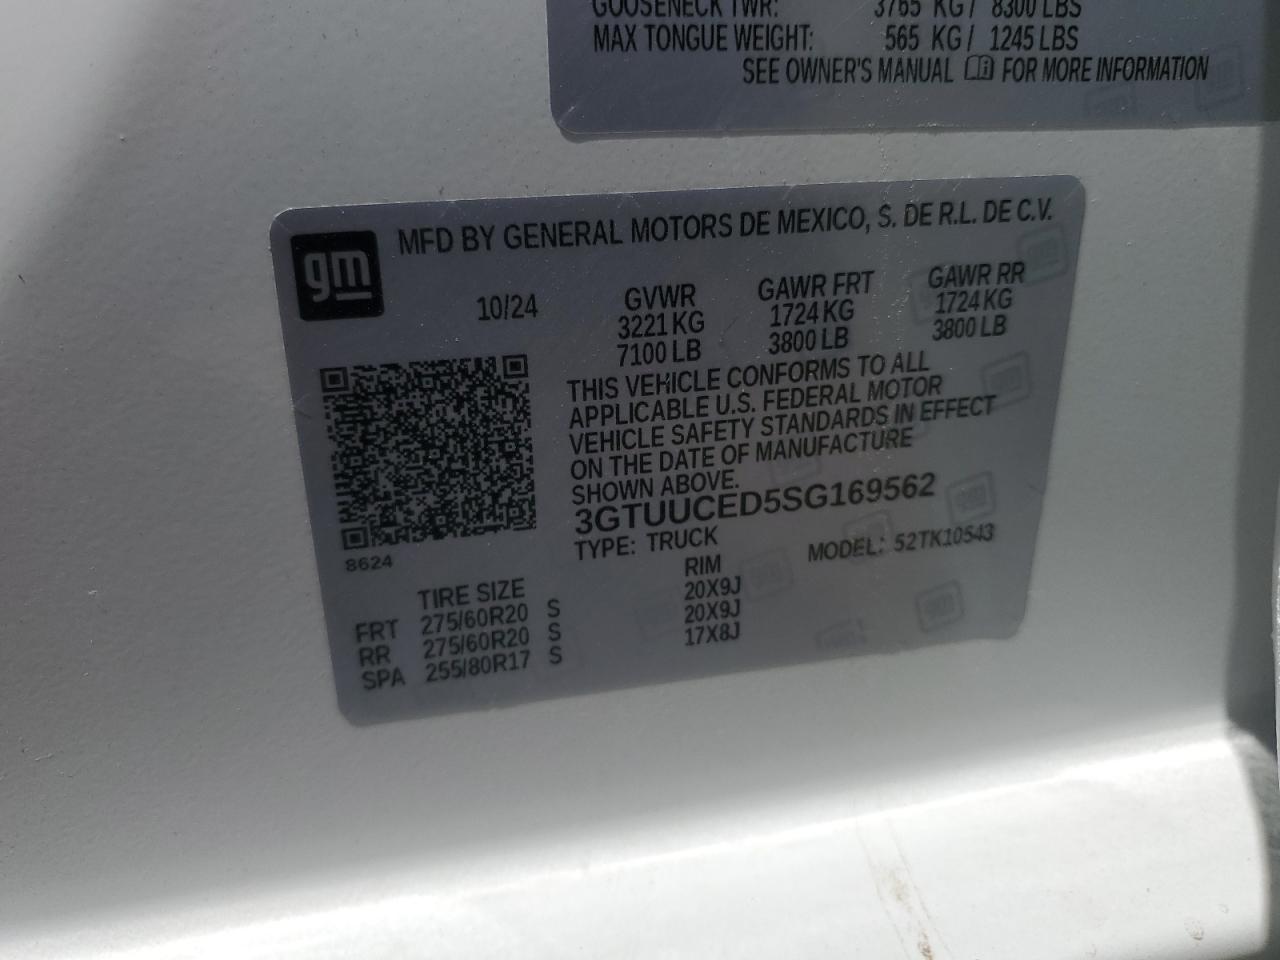 GOOSENECK TWR: 3765 KG / 8300 LBS
MAX TONGUE WEIGHT: 565 KG / 1245 LBS
SEE OWNER'S MANUAL FOR MORE INFORMATION
gm
MFD BY GENERAL MOTORS DE MEXICO, S. DE R.L. DE C.V.
10/24
GVWR GAWR FRT GAWR RR
3221 KG 1724 KG 1724 KG
7100 LB 3800 LB 3800 LB
THIS VEHICLE CONFORMS TO ALL
APPLICABLE U.S. FEDERAL MOTOR
VEHICLE SAFETY STANDARDS IN EFFECT
ON THE DATE OF MANUFACTURE
SHOWN ABOVE.
3GTUUCED5SG169562
TYPE: TRUCK MODEL: 52TK10543
8624
TIRE SIZE RIM
FRT 275/60R20 S 20X9J
RR 275/60R20 S 20X9J
SPA 255/80R17 S 17X8J